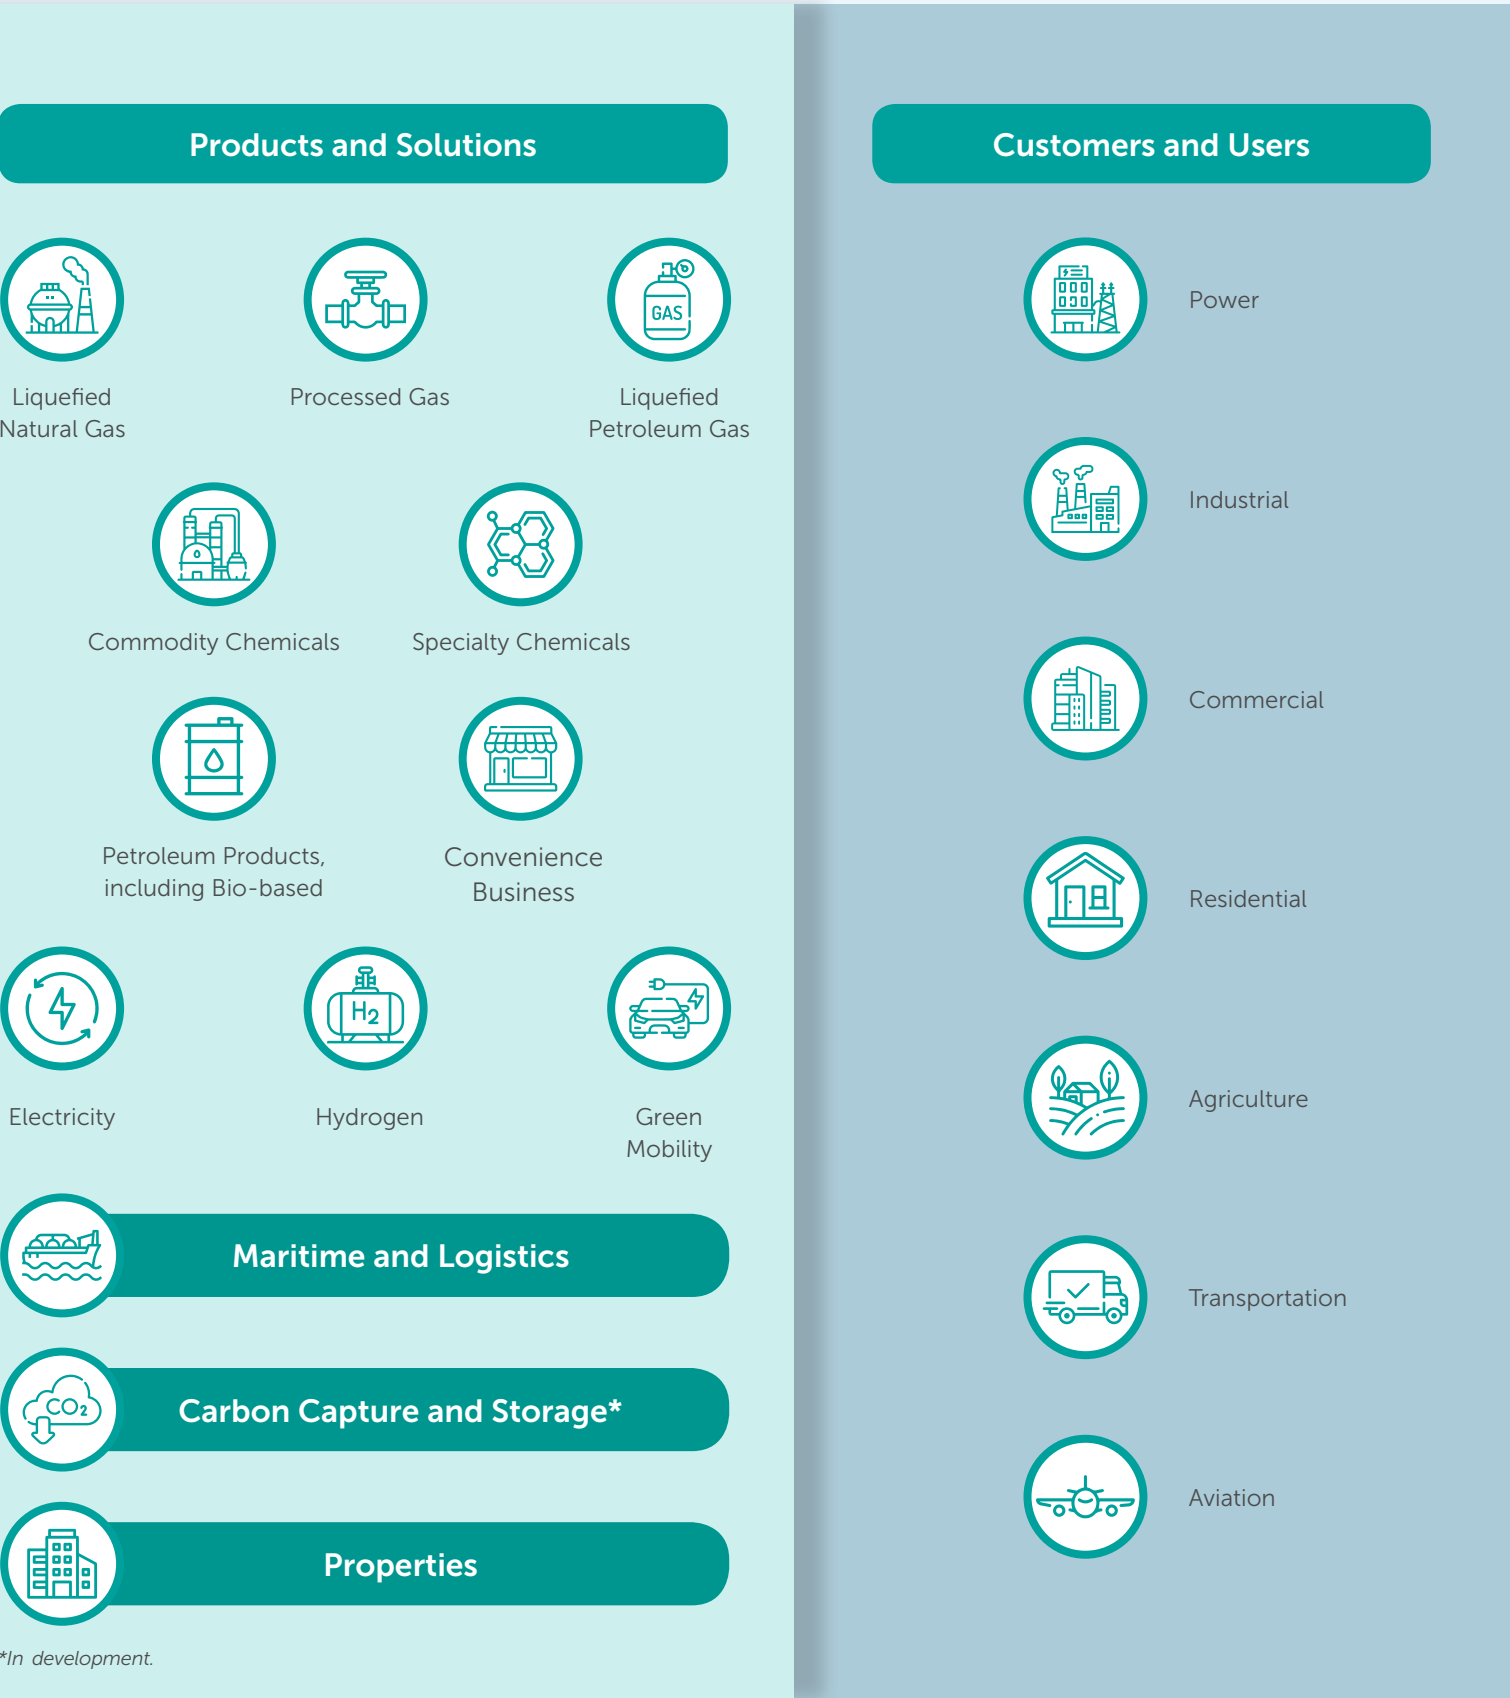 Products and Solutions
Liquefied
Natural Gas
Processed Gas
GAS
Liquefied
Petroleum Gas
Commodity Chemicals
Specialty Chemicals
Petroleum Products,
including Bio-based
Convenience
Business
Electricity
H2
Hydrogen
Green
Mobility
Maritime and Logistics
CO2
Carbon Capture and Storage*
Properties
*In development.
Customers and Users
Power
Industrial
Commercial
Residential
Agriculture
Transportation
Aviation